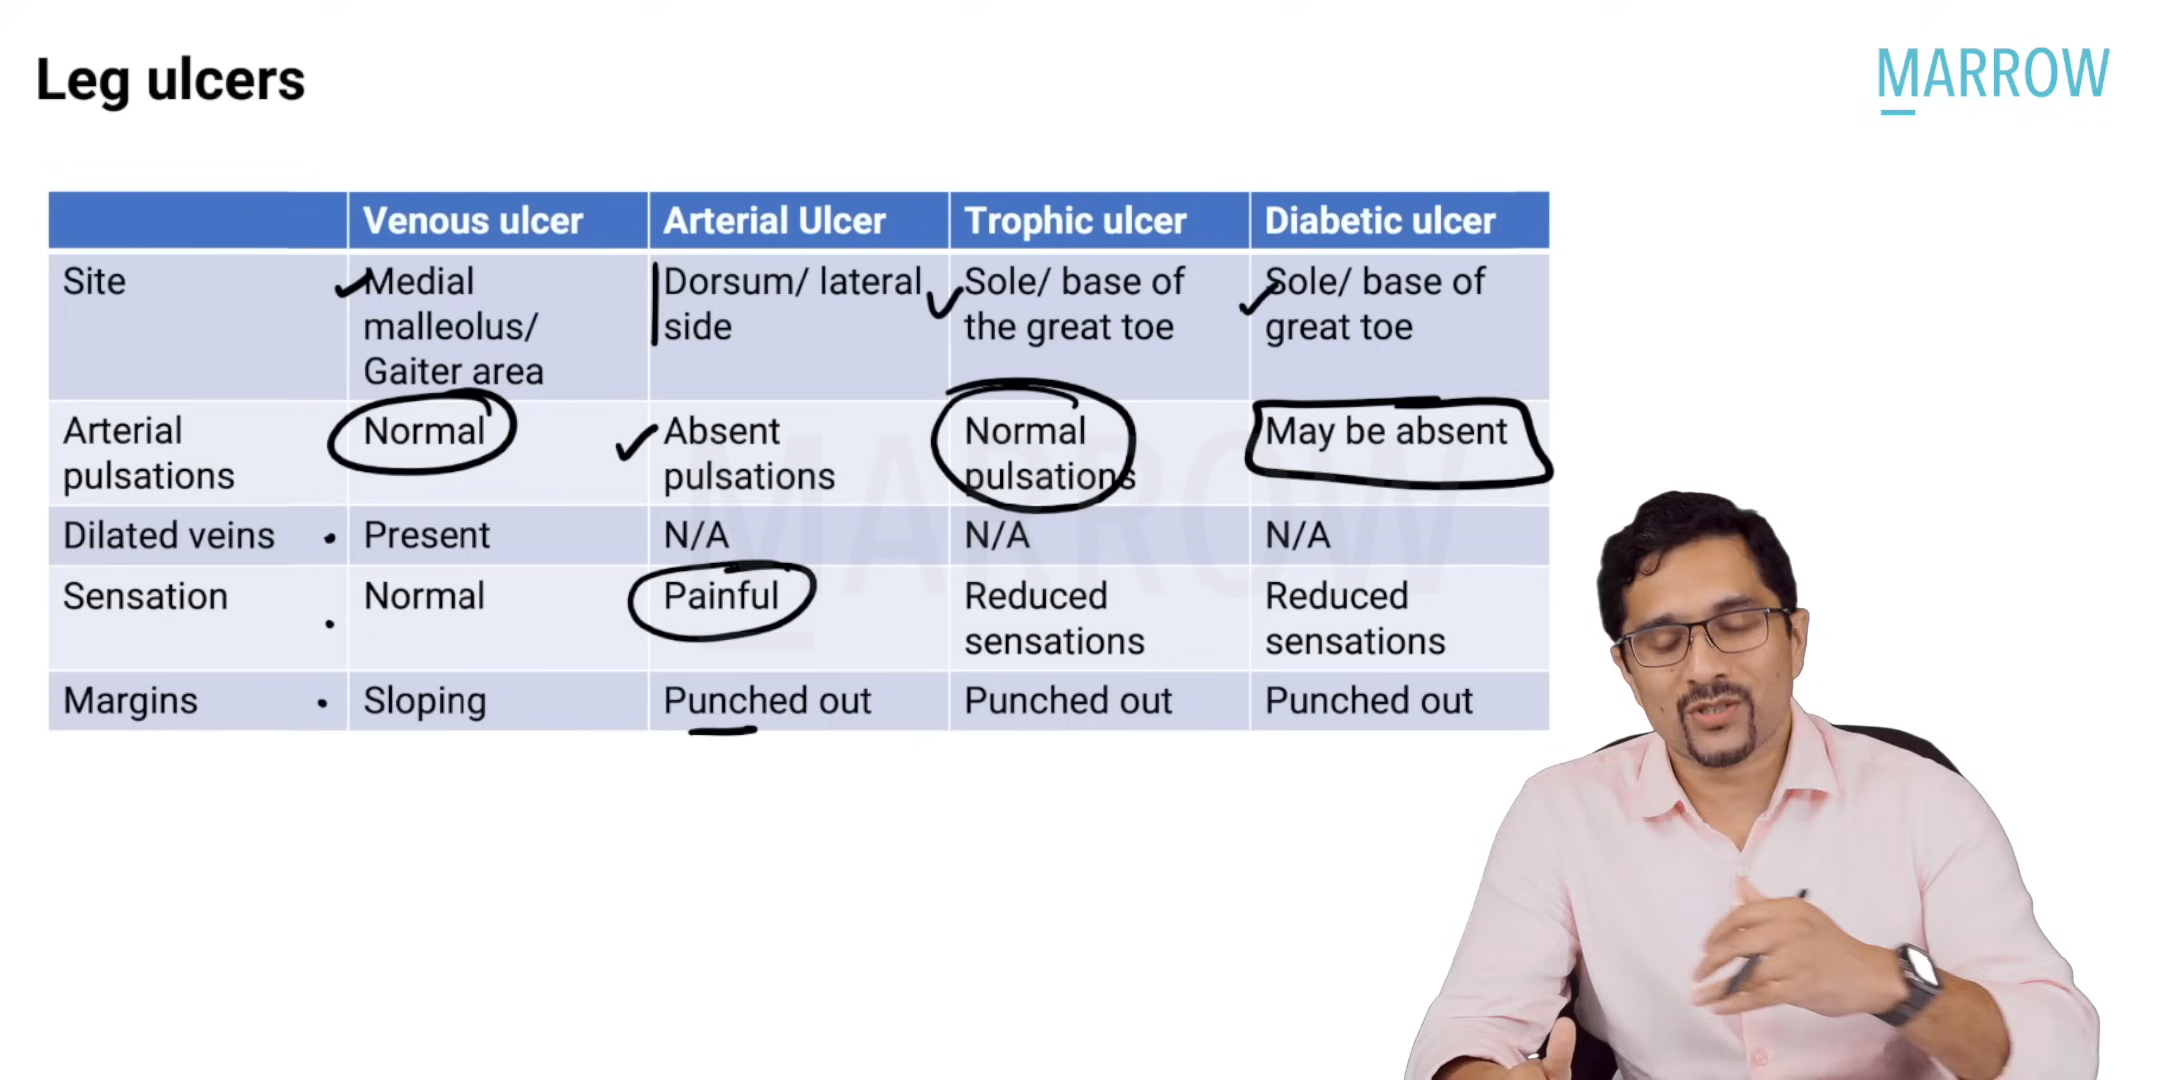 Leg ulcers
MARROW
Venous ulcer
Arterial Ulcer
Trophic ulcer
Diabetic ulcer
Site
Medial
malleolus/
Gaiter area
Dorsum/ lateral
side
Sole/ base of
the great toe
Sole/ base of
great toe
Arterial
pulsations
Normal
Absent
pulsations
Normal
pulsations
May be absent
Dilated veins
Present
N/A
N/A
N/A
Sensation
Normal
Painful
Reduced
sensations
Reduced
sensations
Margins
Sloping
Punched out
Punched out
Punched out
MARROW